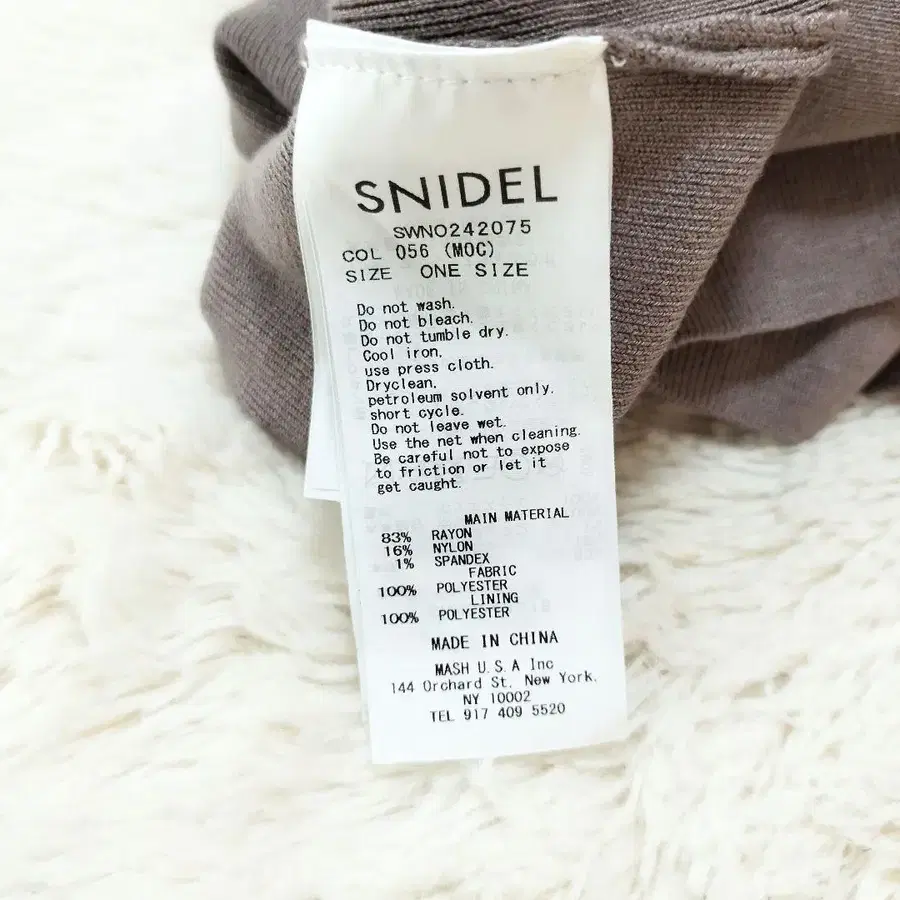 SNIDEL
SWNO242075
COL 056 (MOC)
SIZE ONE SIZE
Do not wash.
Do not bleach.
Do not tumble dry.
Cool iron.
use press cloth.
Dryclean.
petroleum solvent only.
short cycle.
Do not leave wet.
Use the net when cleaning.
Be careful not to expose
to friction or let it
get caught.
MAIN MATERIAL
83% RAYON
16% NYLON
1% SPANDEX
FABRIC
100% POLYESTER
LINING
100% POLYESTER
MADE IN CHINA
MASH U.S.A Inc
144 Orchard St. New York.
NY 10002
TEL 917 409 5520